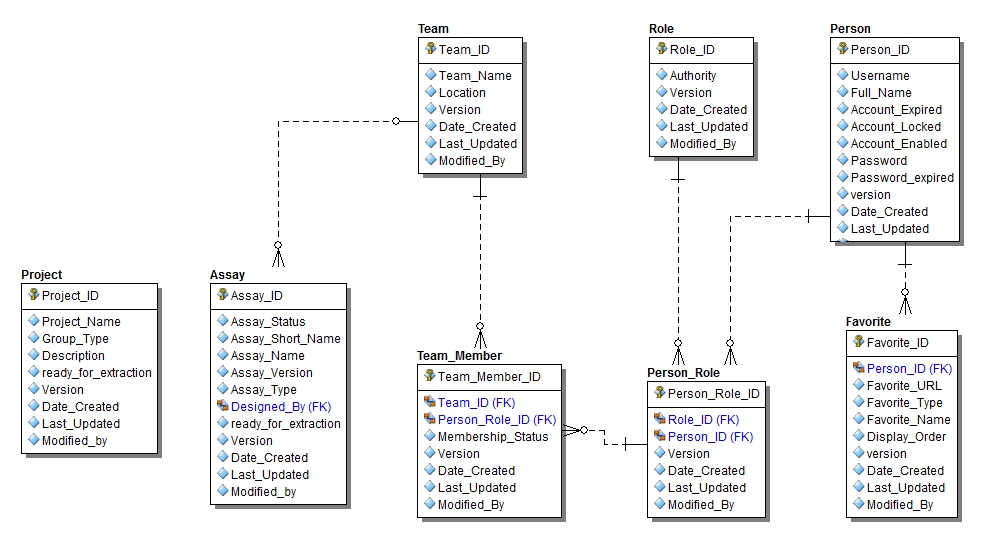 Team
Team_ID
Team_Name
Location
Version
Date_Created
Last_Updated
Modified_By
Role
Role_ID
Authority
Version
Date_Created
Last_Updated
Modified_By
Person
Person_ID
Username
Full_Name
Account_Expired
Account_Locked
Account_Enabled
Password
Password_expired
version
Date_Created
Last_Updated
Project
Project_ID
Project_Name
Group_Type
Description
ready_for_extraction
Version
Date_Created
Last_Updated
Modified_by
Assay
Assay_ID
Assay_Status
Assay_Short_Name
Assay_Name
Assay_Version
Assay_Type
Designed_By (FK)
ready_for_extraction
Version
Date_Created
Last_Updated
Modified_by
Team_Member
Team_Member_ID
Team_ID (FK)
Person_Role_ID (FK)
Membership_Status
Version
Date_Created
Last_Updated
Modified_By
Person_Role
Person_Role_ID
Role_ID (FK)
Person_ID (FK)
Version
Date_Created
Last_Updated
Modified_By
Favorite
Favorite_ID
Person_ID (FK)
Favorite_URL
Favorite_Type
Favorite_Name
Display_Order
version
Date_Created
Last_Updated
Modified_By